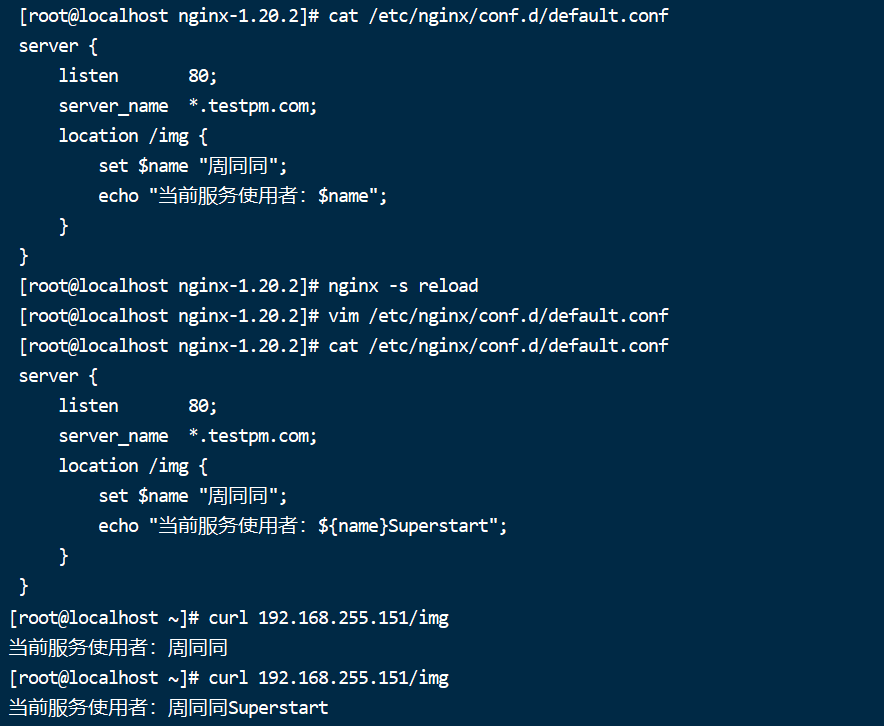 [root@localhost nginx-1.20.2]# cat /etc/nginx/conf.d/default.conf
server {
    listen       80;
    server_name  *.testpm.com;
    location /img {
        set $name "周同同";
        echo "当前服务使用者：$name";
    }
}
[root@localhost nginx-1.20.2]# nginx -s reload
[root@localhost nginx-1.20.2]# vim /etc/nginx/conf.d/default.conf
[root@localhost nginx-1.20.2]# cat /etc/nginx/conf.d/default.conf
server {
    listen       80;
    server_name  *.testpm.com;
    location /img {
        set $name "周同同";
        echo "当前服务使用者：${name}Superstart";
    }
}
[root@localhost ~]# curl 192.168.255.151/img
当前服务使用者：周同同
[root@localhost ~]# curl 192.168.255.151/img
当前服务使用者：周同同Superstart